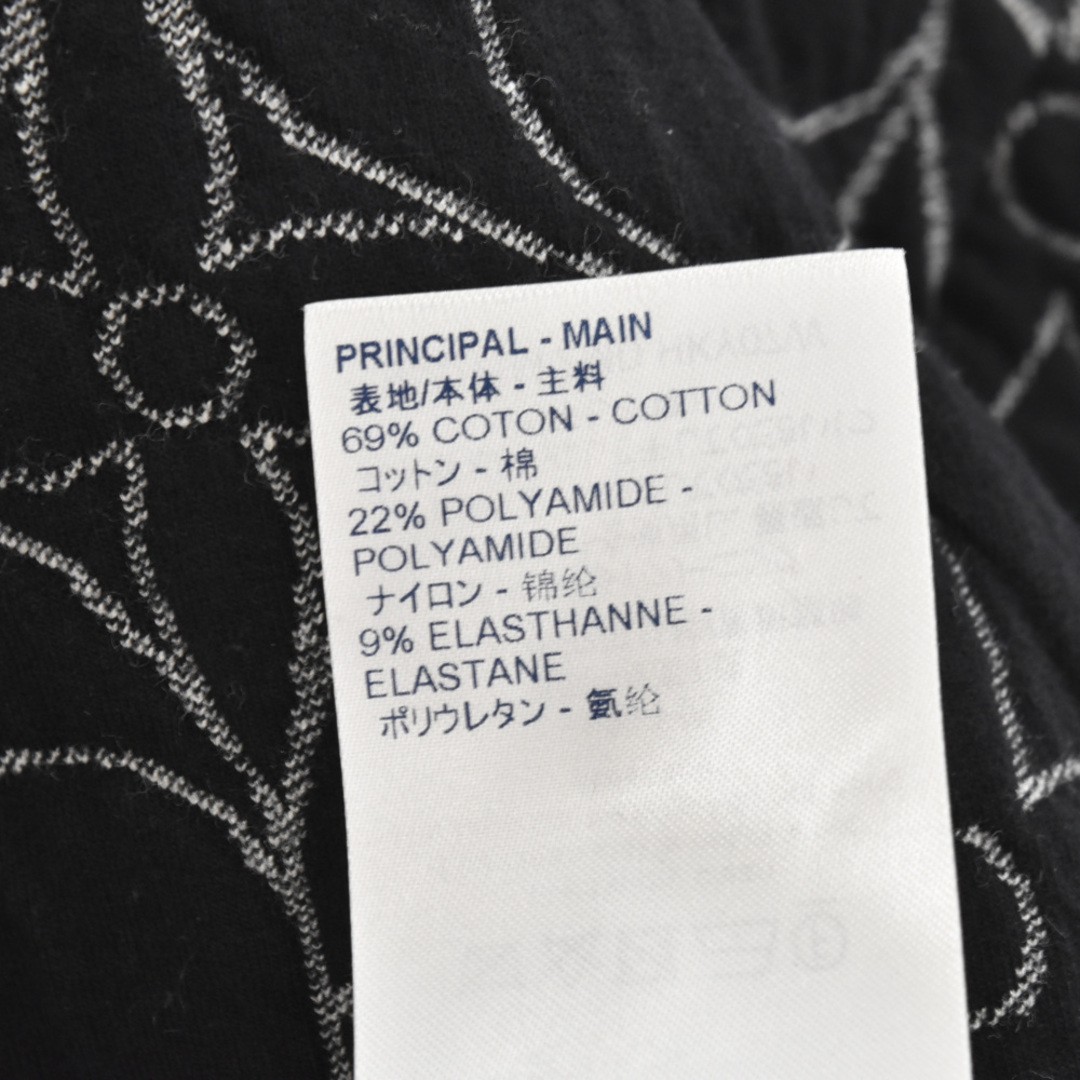 PRINCIPAL - MAIN
表地/本体 - 主料
69% COTON - COTTON
コットン - 棉
22% POLYAMIDE -
POLYAMIDE
ナイロン - 锦纶
9% ELASTHANNE -
ELASTANE
ポリウレタン - 氨纶